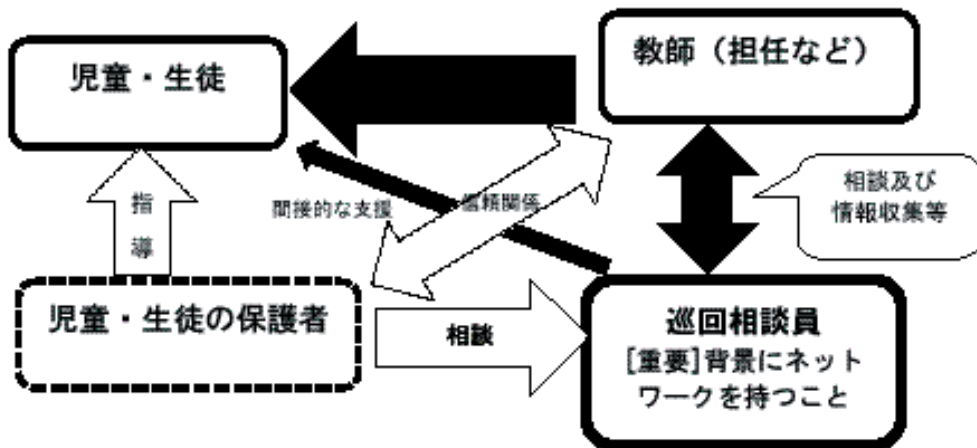 児童・生徒
教師（担任など）
相談及び
情報収集等
間接的な支援
信頼関係
指
導
児童・生徒の保護者
相談
巡回相談員
[重要]背景にネット
ワークを持つこと